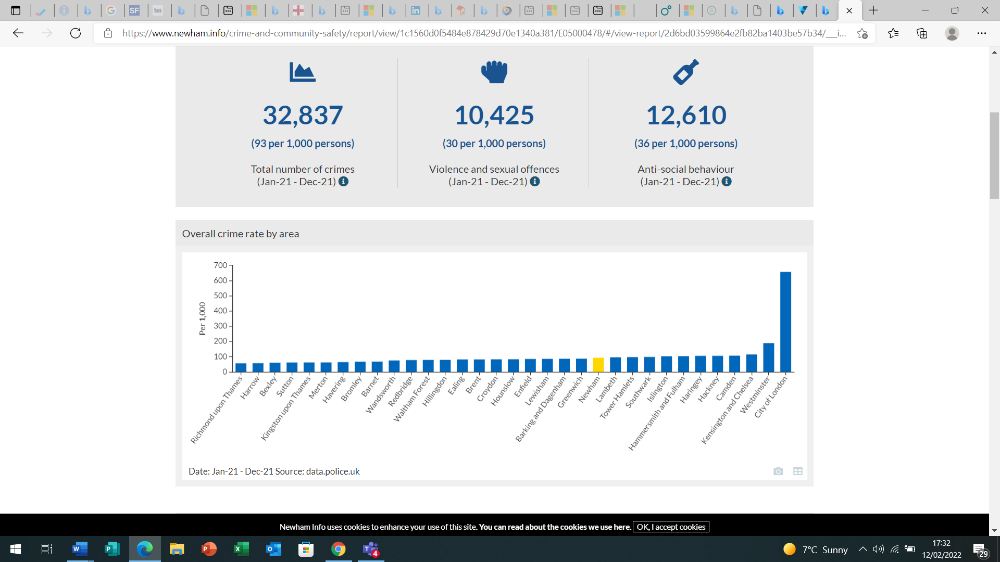 SF
tes
https://www.newham.info/crime-and-community-safety/report/view/1c1560d0f5484e878429d70e1340a381/E05000478/#/view-report/2d6bd03599864e2fb82ba1403be57b34/___i...
32,837
(93 per 1,000 persons)
Total number of crimes
(Jan-21 - Dec-21)
10,425
(30 per 1,000 persons)
Violence and sexual offences
(Jan-21 - Dec-21)
12,610
(36 per 1,000 persons)
Anti-social behaviour
(Jan-21 - Dec-21)
Overall crime rate by area
Per 1,000
700
600
500
400
300
200
100
0
Richmond upon Thames
Harrow
Bexley
Sutton
Kingston upon Thames
Merton
Havering
Bromley
Barnet
Wandsworth
Redbridge
Waltham Forest
Hillingdon
Ealing
Brent
Croydon
Hounslow
Enfield
Lewisham
Barking and Dagenham
Greenwich
Newham
Lambeth
Tower Hamlets
Southwark
Islington
Hammersmith and Fulham
Haringey
Hackney
Camden
Kensington and Chelsea
Westminster
City of London
Date: Jan-21 - Dec-21 Source: data.police.uk
Newham Info uses cookies to enhance your use of this site. You can read about the cookies we use here. OK, I accept cookies
7°C Sunny
17:32
12/02/2022
29
4